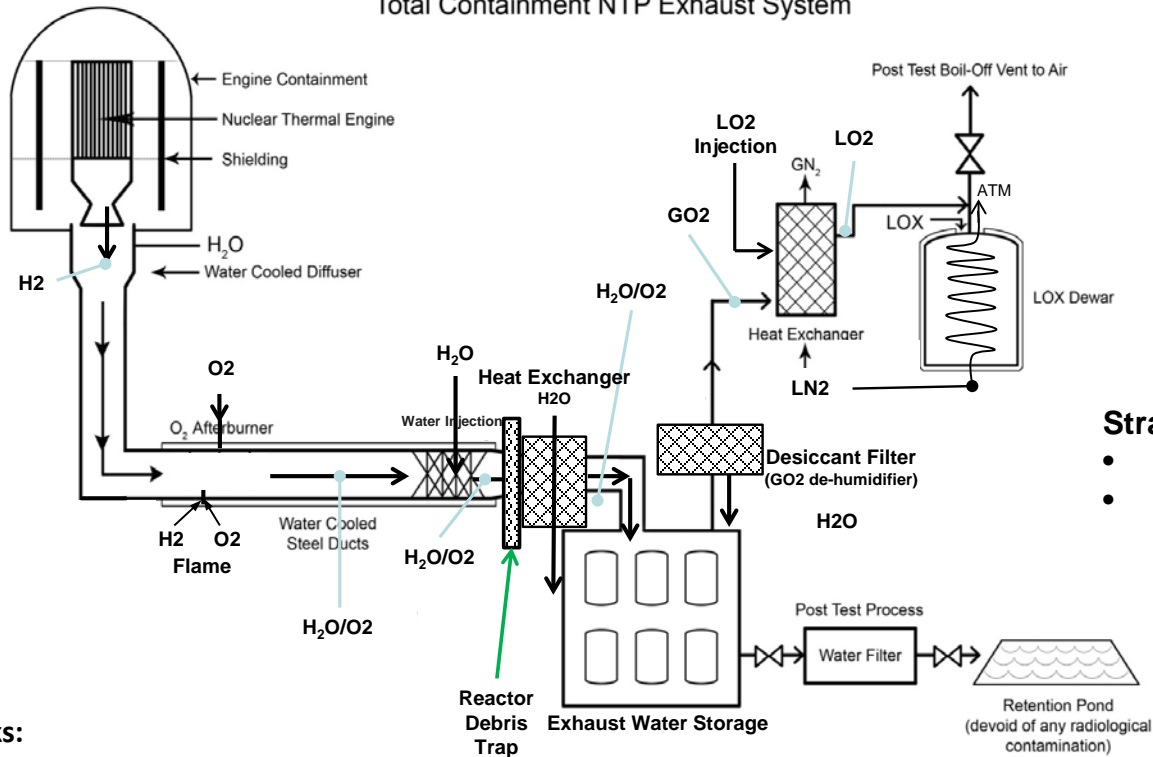 Total Containment NTP Exhaust System
Engine Containment
Nuclear Thermal Engine
Shielding
H2O
Water Cooled Diffuser
H2
O2
O2 Afterburner
H2 O2
Flame
Water Cooled
Steel Ducts
H2O/O2
H2O
Water Injection
H2O/O2
Heat Exchanger
H2O
H2O/O2
Reactor
Debris
Trap
Exhaust Water Storage
GO2
LO2
Injection
GN2
LO2
Heat Exchanger
LN2
Post Test Boil-Off Vent to Air
ATM
LOX
LOX Dewar
Desiccant Filter
(GO2 de-humidifier)
H2O
Post Test Process
Water Filter
Retention Pond
(devoid of any radiological
contamination)
•
•